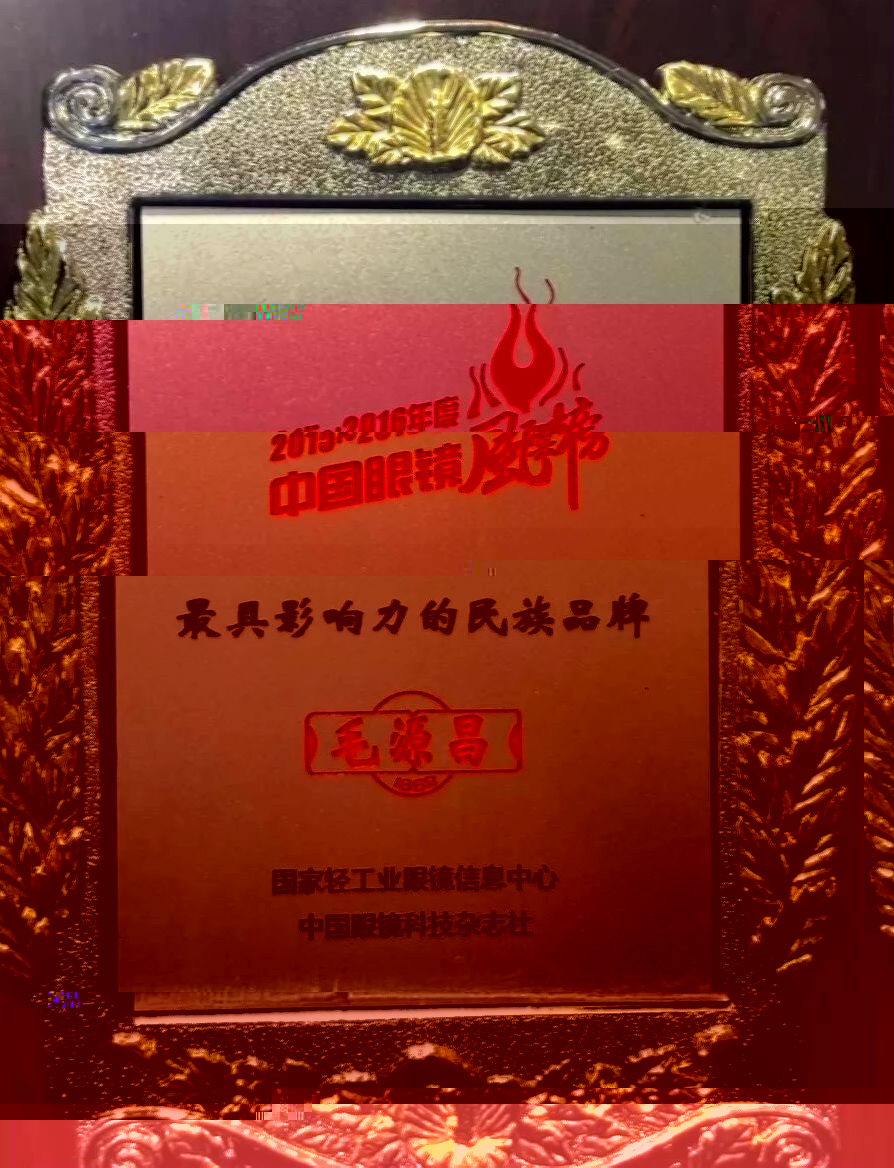 2015-2016年度
中国眼镜风云榜
最具影响力的民族品牌
毛源昌
1862
国家轻工业眼镜信息中心
中国眼镜科技杂志社